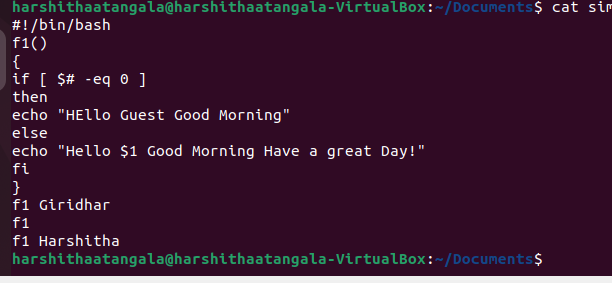 harshithaatangala@harshithaatangala-VirtualBox:~/Documents$ cat sim
#!/bin/bash
f1()
{
if [ $# -eq 0 ]
then
echo "HEllo Guest Good Morning"
else
echo "Hello $1 Good Morning Have a great Day!"
fi
}
f1 Giridhar
f1
f1 Harshitha
harshithaatangala@harshithaatangala-VirtualBox:~/Documents$